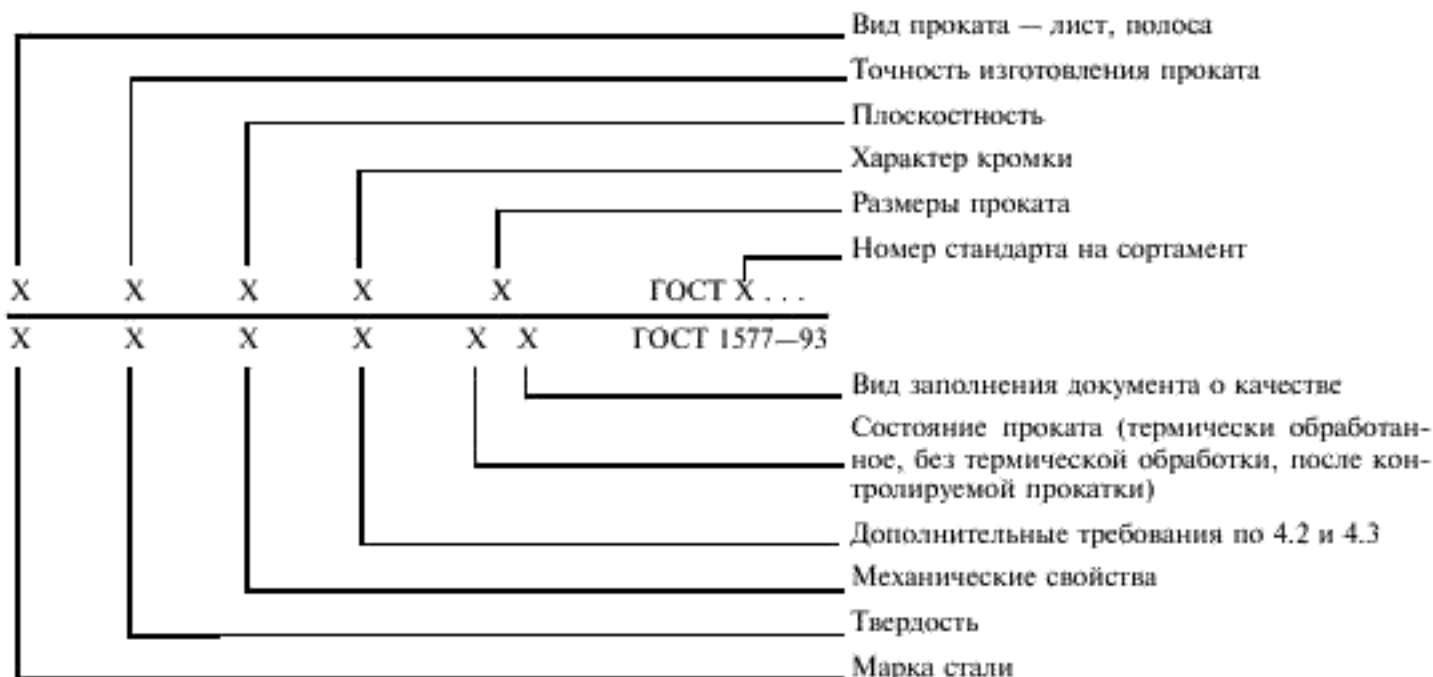 Вид проката — лист, полоса
Точность изготовления проката
Плоскостность
Характер кромки
Размеры проката
Номер стандарта на сортамент
X X X X X ГОСТ X . . .
X X X X X X ГОСТ 1577—93
Вид заполнения документа о качестве
Состояние проката (термически обработан-
ное, без термической обработки, после кон-
тролируемой прокатки)
Дополнительные требования по 4.2 и 4.3
Механические свойства
Твердость
Марка стали